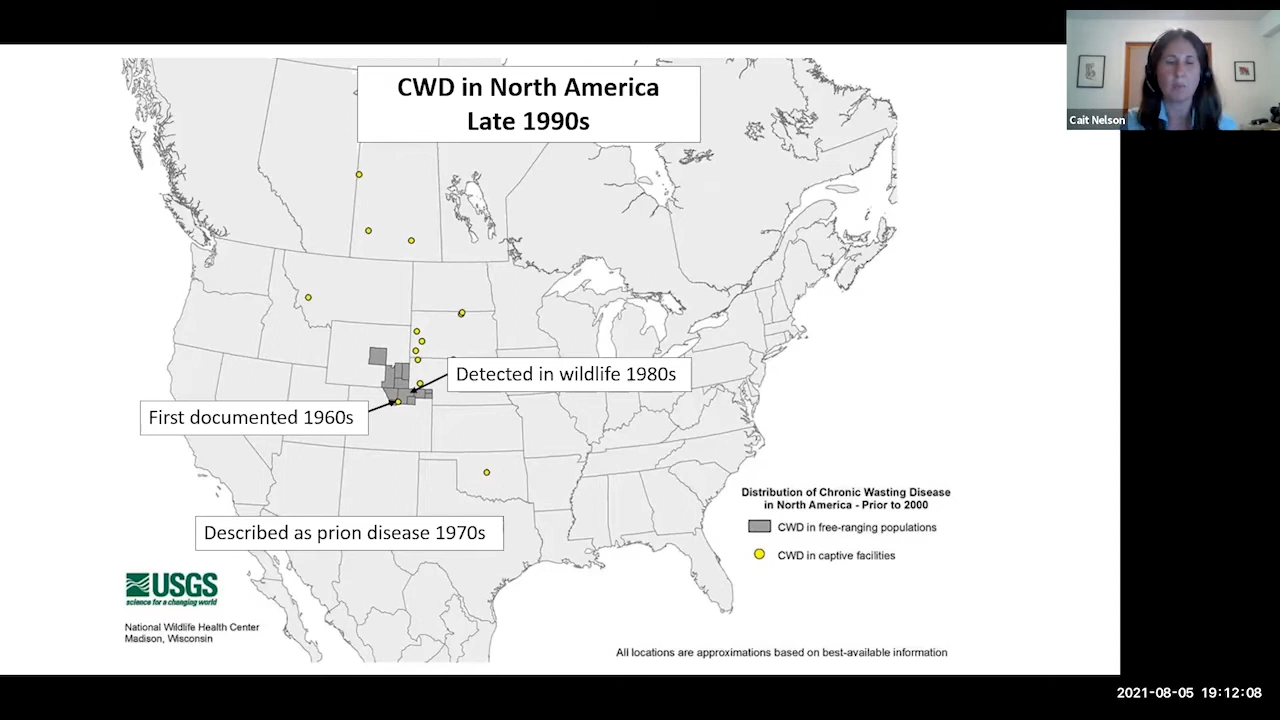 CWD in North America
Late 1990s
Cait Nelson
Detected in wildlife 1980s
First documented 1960s
Described as prion disease 1970s
Distribution of Chronic Wasting Disease
in North America - Prior to 2000
CWD in free-ranging populations
CWD in captive facilities
USGS
science for a changing world
National Wildlife Health Center
Madison, Wisconsin
All locations are approximations based on best-available information
2021-08-05 19:12:08